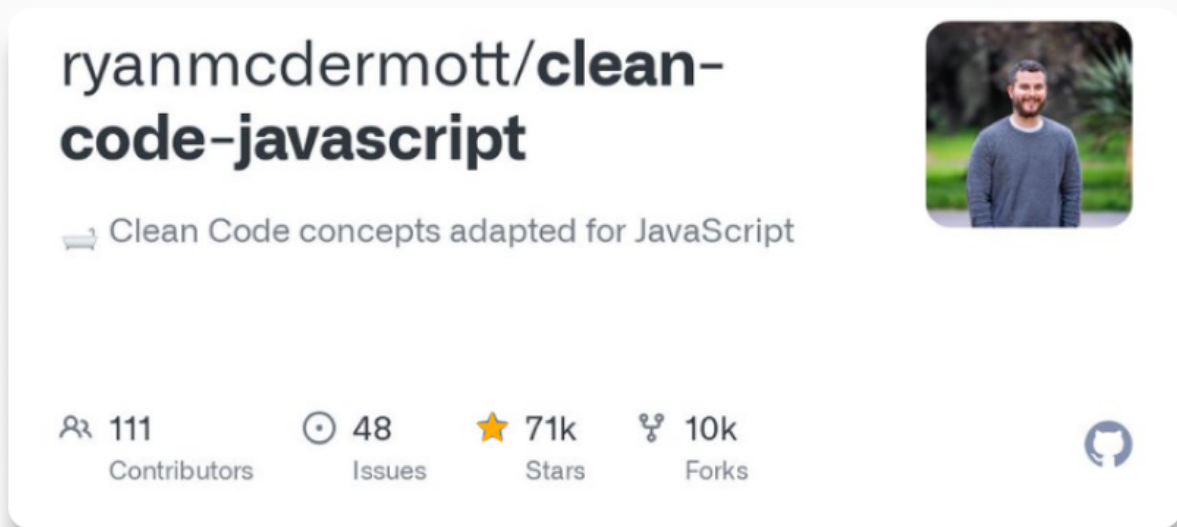 ryanmcdermott/clean-
code-javascript
Clean Code concepts adapted for JavaScript
111 48 71k 10k
Contributors Issues Stars Forks